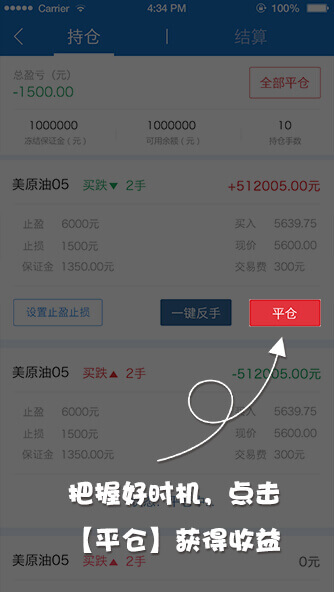 Carrier 4:34 PM 100%
持仓 | 结算
总盈亏（元）
-1500.00 全部平仓
1000000 1000000 10
冻结保证金（元） 可用余额（元） 持仓手数
美原油05 买跌 2手 +512005.00元
止盈 6000元 买入 5639.75
止损 1500元 现价 5600.00
保证金 1350.00元 交易费 300元
设置止盈止损 一键反手 平仓
美原油05 买跌 2手 -512005.00元
止盈 6000元 买入 5639.75
止损 1500元 现价 5600.00
保证金 1350.00元 交易费 300元
把握好时机，点击
【平仓】获得收益
美原油05 买跌 2手 0元